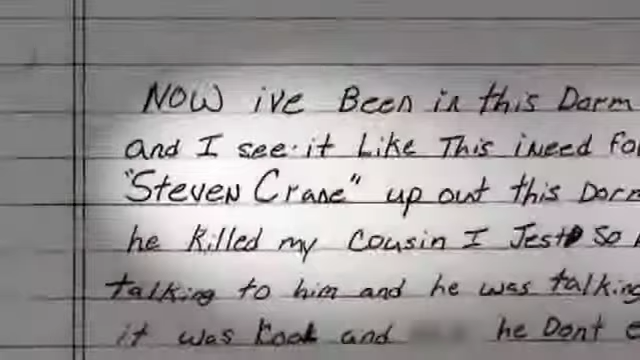 NOW ive Been in this Dorm
and I see it Like This ineed
"Steven Crane" up out this Dorm
he killed my cousin I Jest so
talking to him and he was talking
it was kool and he Dont